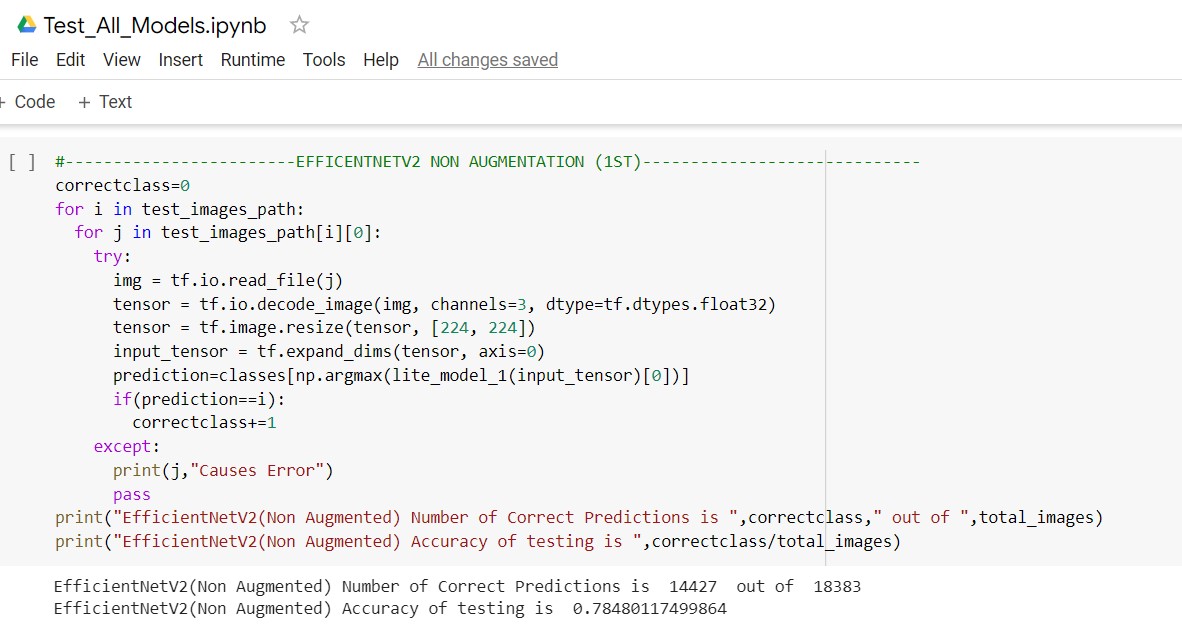 Test_All_Models.ipynb
File Edit View Insert Runtime Tools Help All changes saved
+ Code + Text
[ ] #------------------------EFFICENTNETV2 NON AUGMENTATION (1ST)-----------------------------
correctclass=0
for i in test_images_path:
  for j in test_images_path[i][0]:
    try:
      img = tf.io.read_file(j)
      tensor = tf.io.decode_image(img, channels=3, dtype=tf.dtypes.float32)
      tensor = tf.image.resize(tensor, [224, 224])
      input_tensor = tf.expand_dims(tensor, axis=0)
      prediction=classes[np.argmax(lite_model_1(input_tensor)[0])]
      if(prediction==i):
        correctclass+=1
    except:
      print(j,"Causes Error")
      pass
print("EfficientNetV2(Non Augmented) Number of Correct Predictions is ",correctclass," out of ",total_images)
print("EfficientNetV2(Non Augmented) Accuracy of testing is ",correctclass/total_images)
EfficientNetV2(Non Augmented) Number of Correct Predictions is  14427  out of  18383
EfficientNetV2(Non Augmented) Accuracy of testing is  0.78480117499864